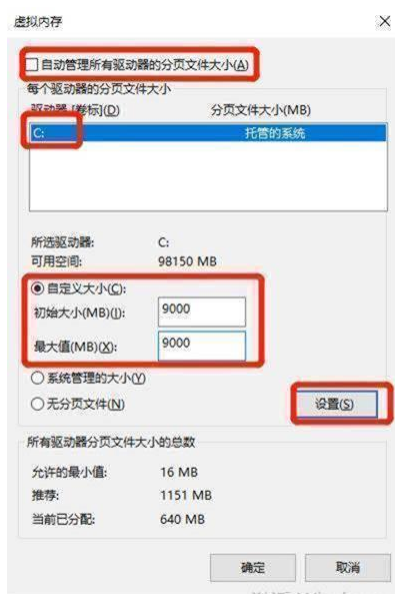 虚拟内存
自动管理所有驱动器的分页文件大小(A)
每个驱动器的分页文件大小
驱动器 [卷标](D) 分页文件大小(MB)
C: 托管的系统
所选驱动器: C:
可用空间: 98150 MB
自定义大小(C):
初始大小(MB)(I): 9000
最大值(MB)(X): 9000
系统管理的大小(Y)
无分页文件(N) 设置(S)
所有驱动器分页文件大小的总数
允许的最小值: 16 MB
推荐: 1151 MB
当前已分配: 640 MB
确定 取消